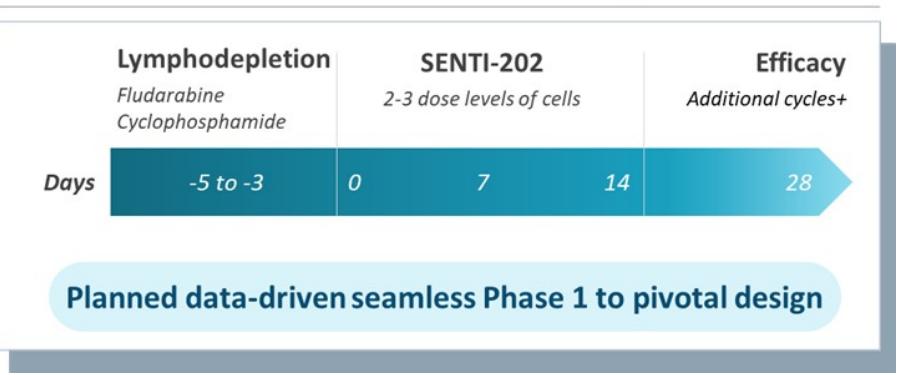 Lymphodepletion
Fludarabine
Cyclophosphamide
SENTI-202
2-3 dose levels of cells
Efficacy
Additional cycles+
Days -5 to -3 0 7 14 28
Planned data-driven seamless Phase 1 to pivotal design